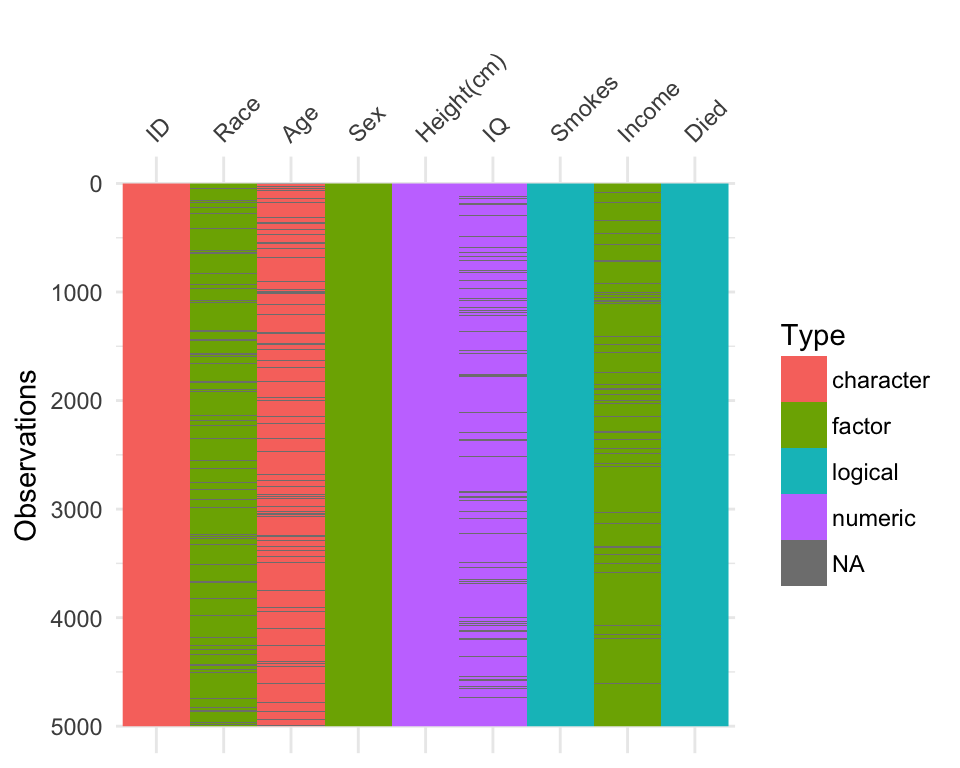 ID Race Age Sex Height(cm) IQ Smokes Income Died
0
1000
2000
3000
4000
5000
Observations
Type
character
factor
logical
numeric
NA